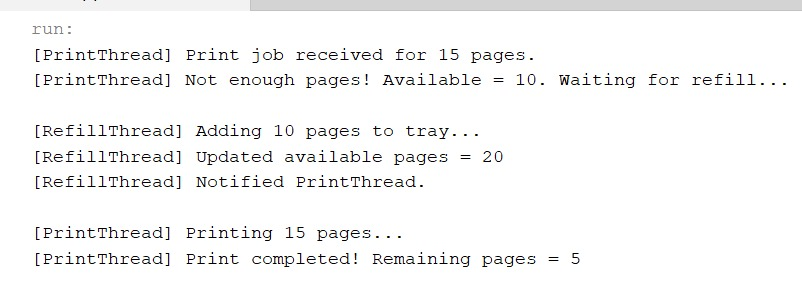 run:
[PrintThread] Print job received for 15 pages.
[PrintThread] Not enough pages! Available = 10. Waiting for refill...
[RefillThread] Adding 10 pages to tray...
[RefillThread] Updated available pages = 20
[RefillThread] Notified PrintThread.
[PrintThread] Printing 15 pages...
[PrintThread] Print completed! Remaining pages = 5